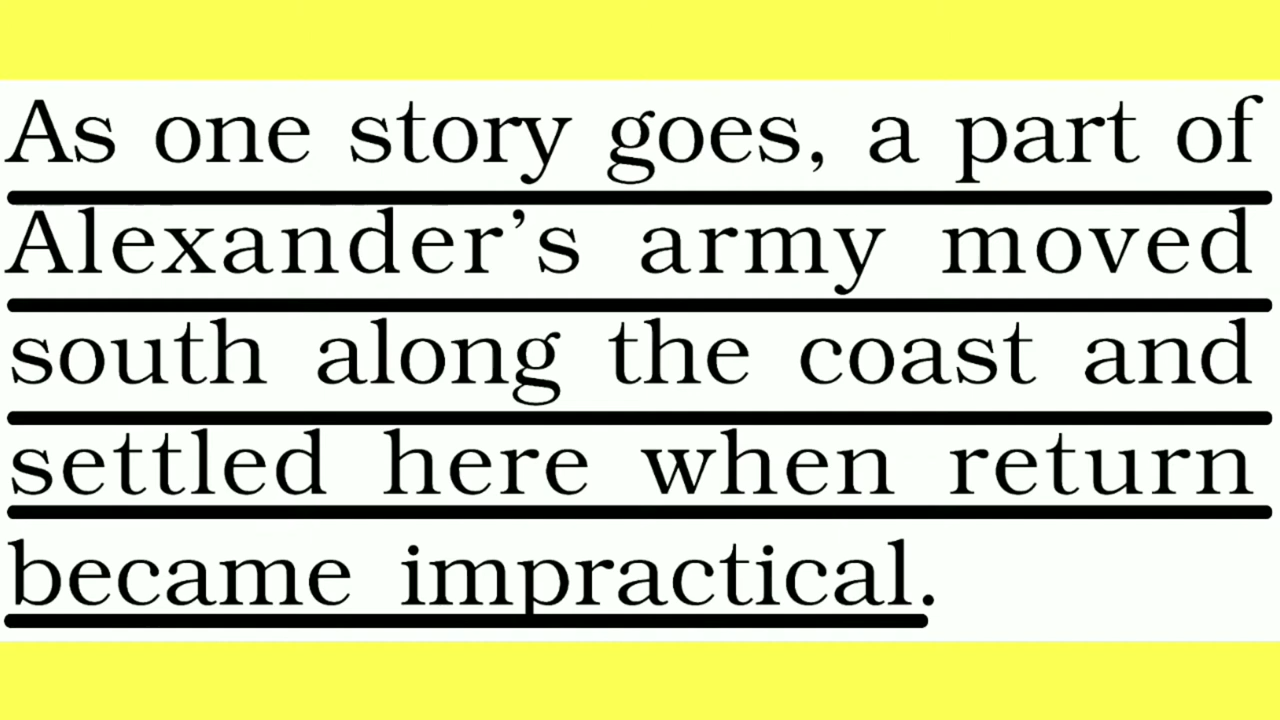 As one story goes, a part of
Alexander’s army moved
south along the coast and
settled here when return
became impractical.